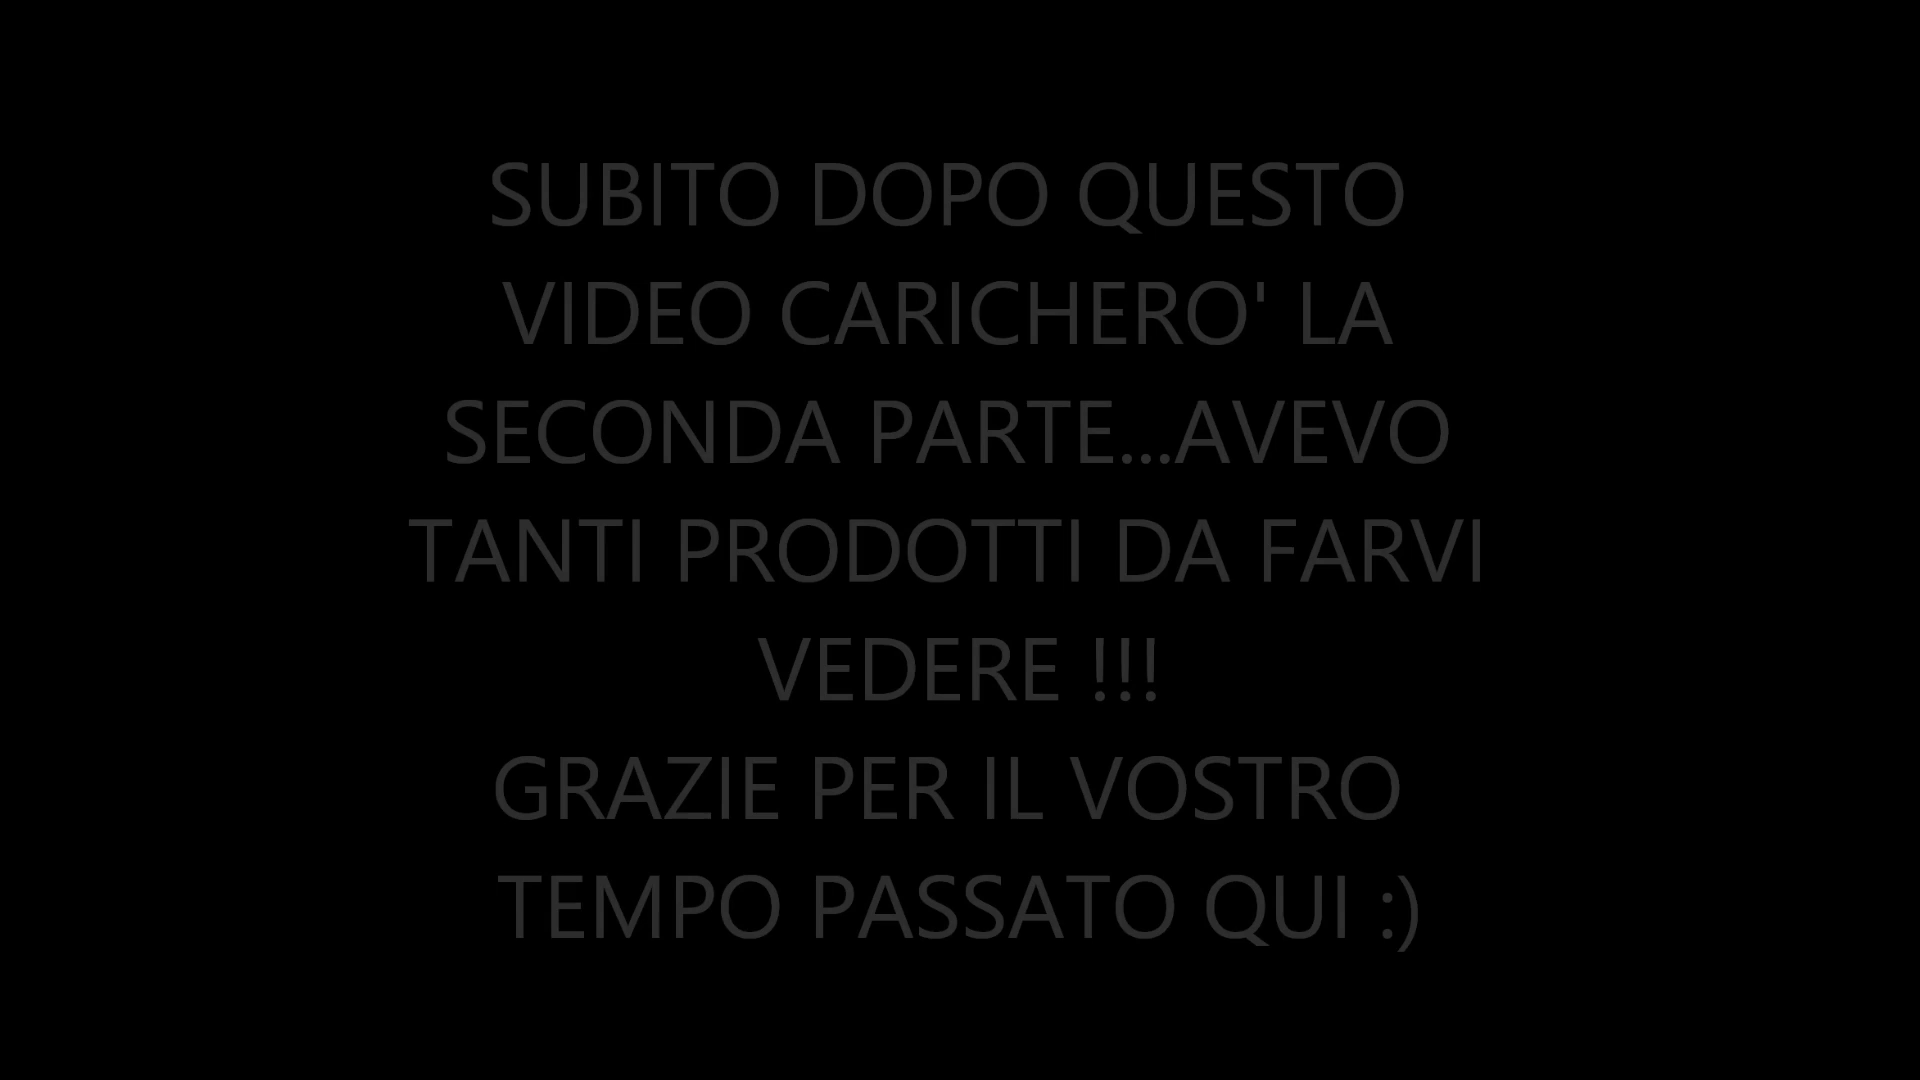 SUBITO DOPO QUESTO
VIDEO CARICHERO' LA
SECONDA PARTE...AVEVO
TANTI PRODOTTI DA FARVI
VEDERE !!!
GRAZIE PER IL VOSTRO
TEMPO PASSATO QUI :)